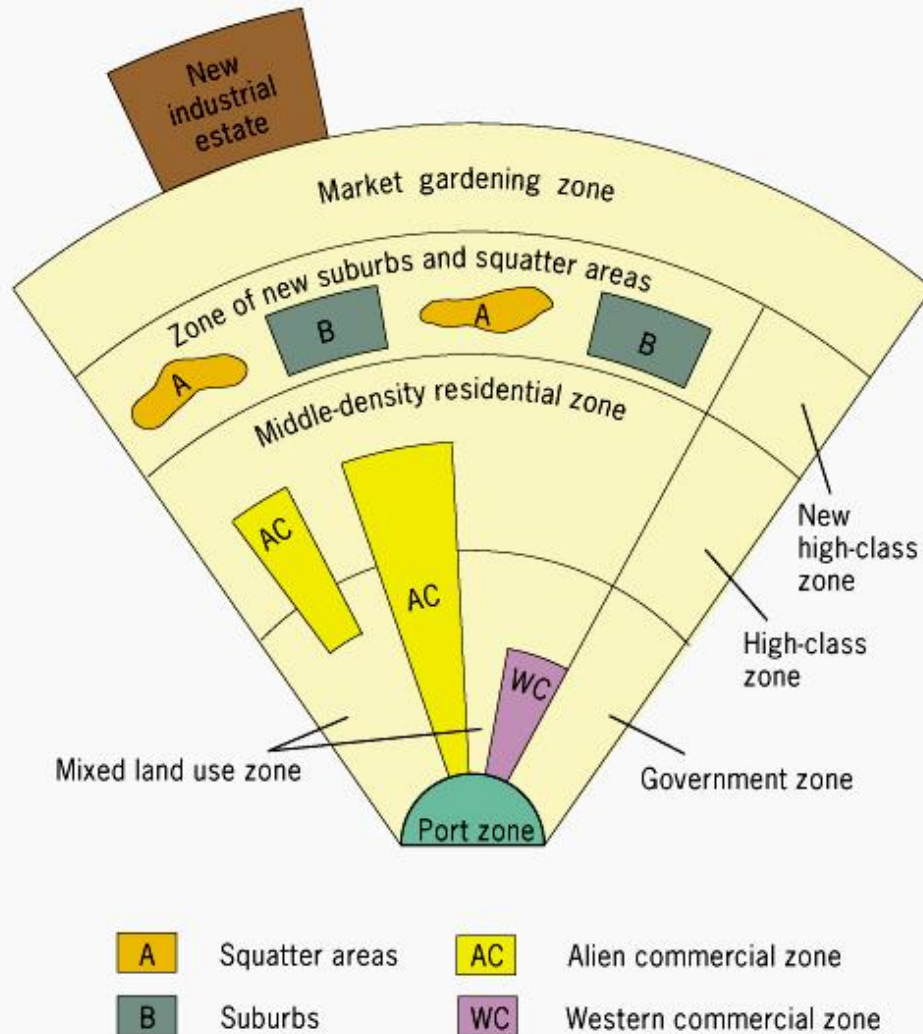 New
industrial
estate
Market gardening zone
Zone of new suburbs and squatter areas
A
B
A
B
Middle-density residential zone
AC
AC
WC
New
high-class
zone
High-class
zone
Mixed land use zone
Government zone
Port zone
A Squatter areas
AC Alien commercial zone
B Suburbs
WC Western commercial zone